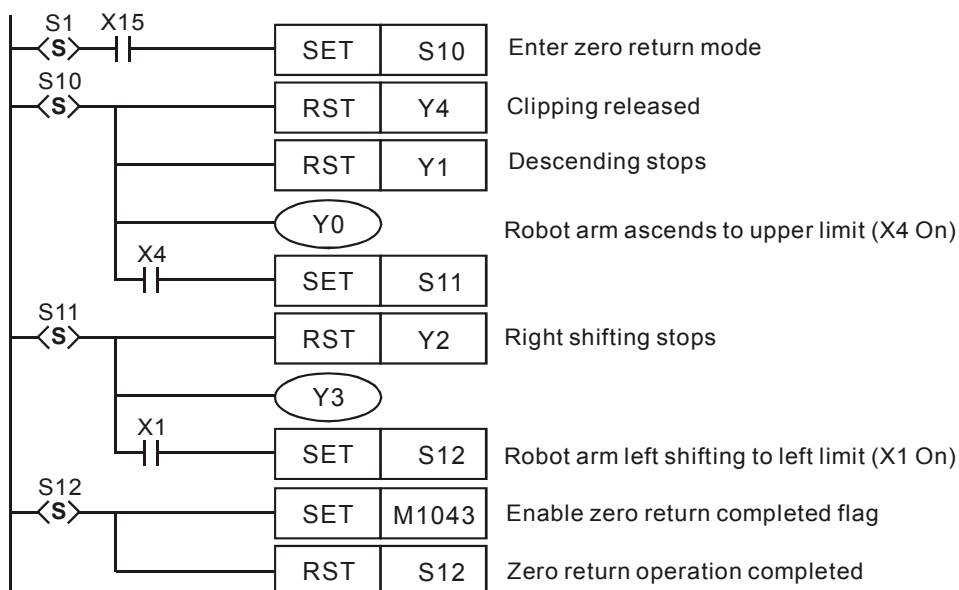 S1 X15
S SET S10 Enter zero return mode
S10
S RST Y4 Clipping released
RST Y1 Descending stops
Y0 Robot arm ascends to upper limit (X4 On)
X4
SET S11
S11
S RST Y2 Right shifting stops
Y3
X1
SET S12 Robot arm left shifting to left limit (X1 On)
S12
S SET M1043 Enable zero return completed flag
RST S12 Zero return operation completed